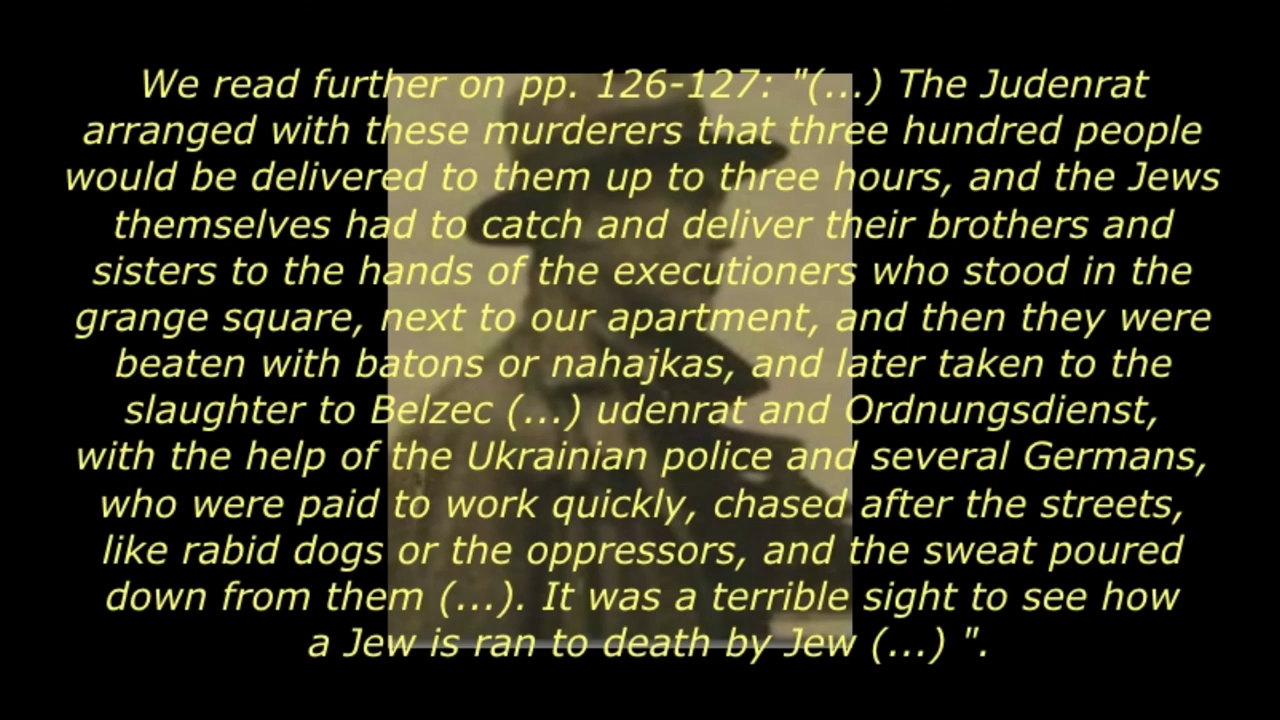 We read further on pp. 126-127: "(...) The Judenrat
arranged with these murderers that three hundred people
would be delivered to them up to three hours, and the Jews
themselves had to catch and deliver their brothers and
sisters to the hands of the executioners who stood in the
grange square, next to our apartment, and then they were
beaten with batons or nahajkas, and later taken to the
slaughter to Belzec (...) udenrat and Ordnungsdienst,
with the help of the Ukrainian police and several Germans,
who were paid to work quickly, chased after the streets,
like rabid dogs or the oppressors, and the sweat poured
down from them (...). It was a terrible sight to see how
a Jew is ran to death by Jew (...) ".